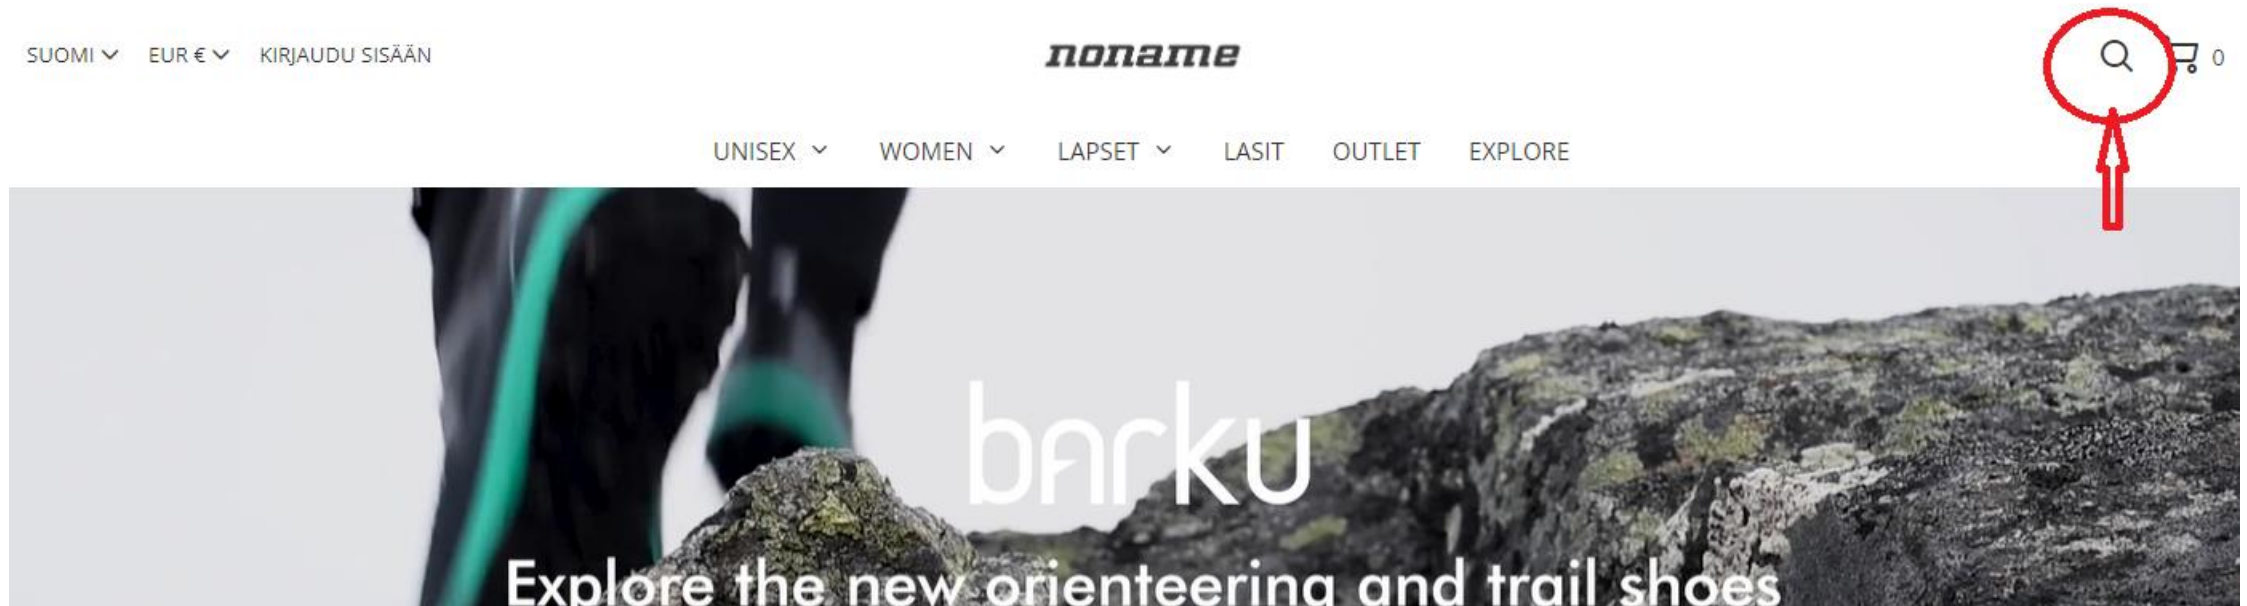 SUOMI EUR € KIRJAUDU SISÄÄN
noname
0
UNISEX WOMEN LAPSET LASIT OUTLET EXPLORE
barku
Explore the new orienteering and trail shoes